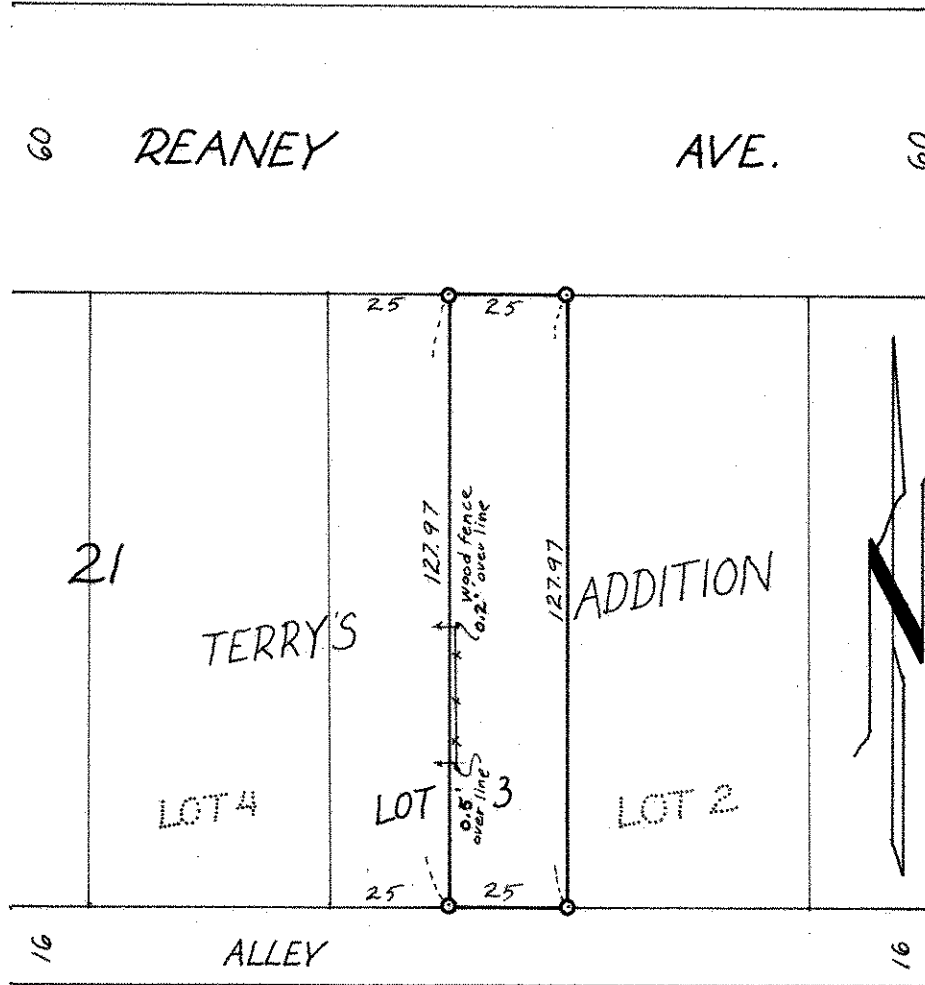 60 REANEY AVE. 60
25 25
127.97
wood fence
0.2' over line
127.97
21
TERRY'S ADDITION
N
LOT 4
LOT 3
LOT 2
0.5'
over line
25 25
16 ALLEY 16